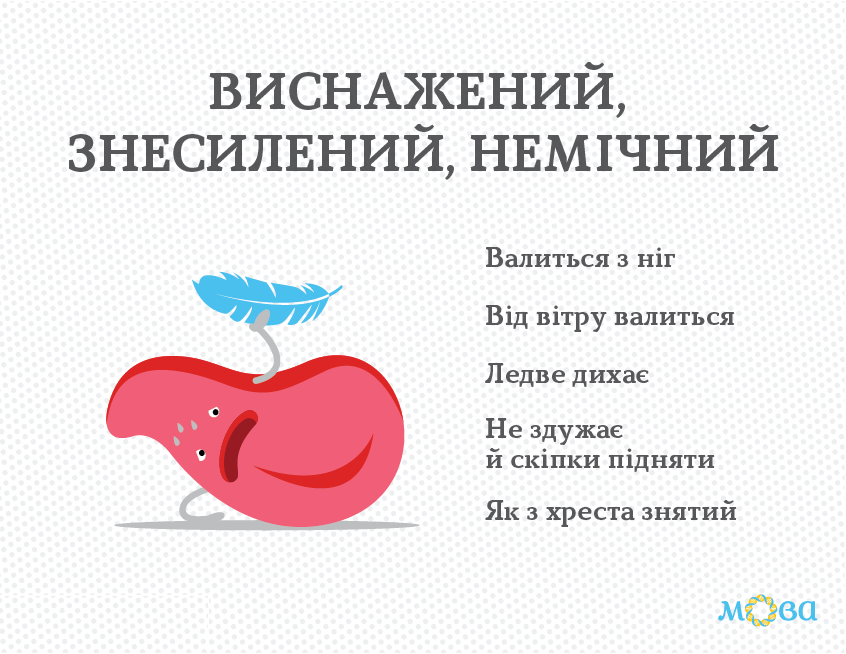 ВИСНАЖЕНИЙ,
ЗНЕСИЛЕНИЙ, НЕМІЧНИЙ
Валиться з ніг
Від вітру валиться
Ледве дихає
Не здужає
й скіпки підняти
Як з хреста знятий
мова